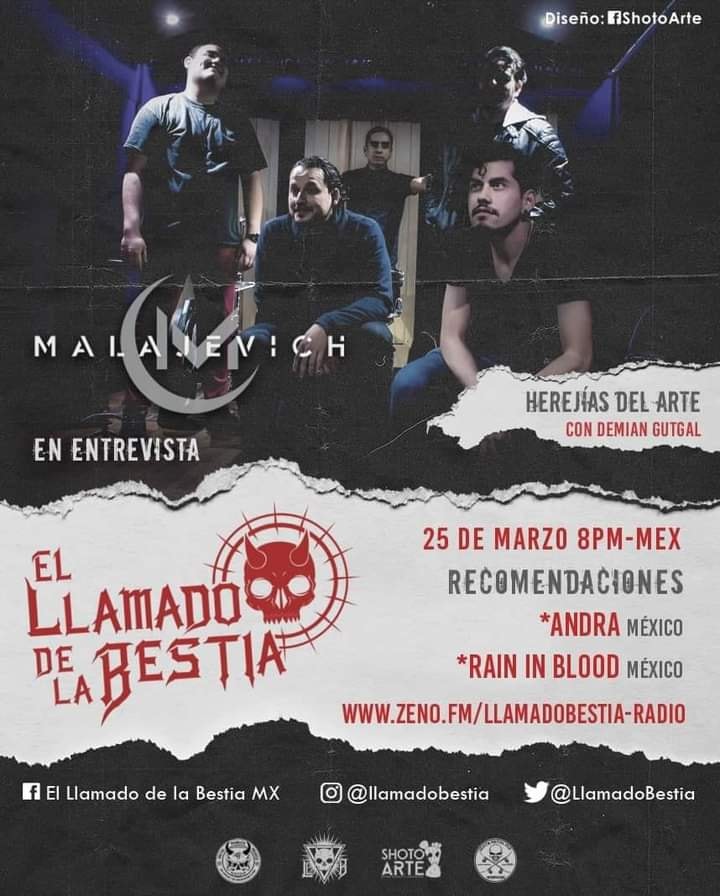 Diseño: fShotoArte
MALAJEVICH
EN ENTREVISTA
HEREJÍAS DEL ARTE
CON DEMIAN GUTGAL
EL
LLAMADO
DE
LA BESTIA
25 DE MARZO 8PM-MEX
RECOMENDACIONES
*ANDRA MÉXICO
*RAIN IN BLOOD MÉXICO
WWW.ZENO.FM/LLAMADOBESTIA-RADIO
f El Llamado de la Bestia MX
@llamadobestia
@LlamadoBestia
SHOTO
ARTE